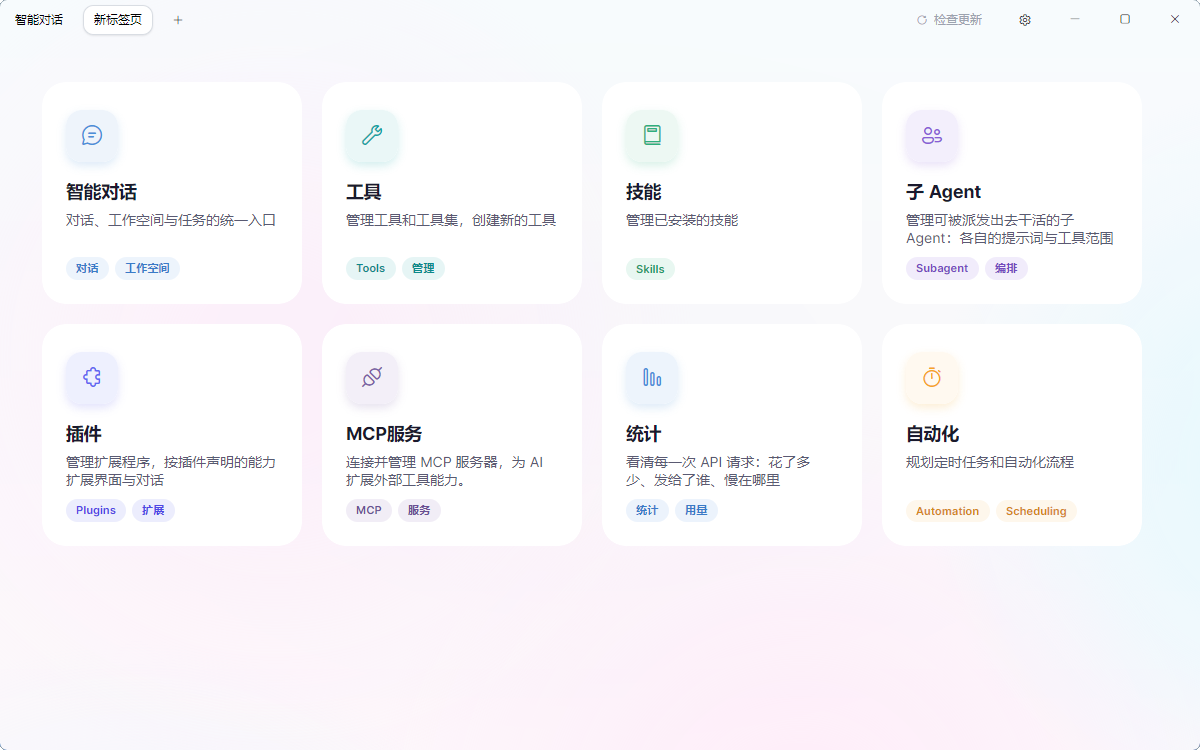 智能对话 新标签页 + 检查更新
智能对话
对话、工作空间与任务的统一入口
对话 工作空间
工具
管理工具和工具集，创建新的工具
Tools 管理
技能
管理已安装的技能
Skills
子 Agent
管理可被派发出去干活的子
Agent：各自的提示词与工具范围
Subagent 编排
插件
管理扩展程序，按插件声明的能力
扩展界面与对话
Plugins 扩展
MCP服务
连接并管理 MCP 服务器，为 AI
扩展外部工具能力。
MCP 服务
统计
看清每一次 API 请求：花了多
少、发给了谁、慢在哪里
统计 用量
自动化
规划定时任务和自动化流程
Automation Scheduling